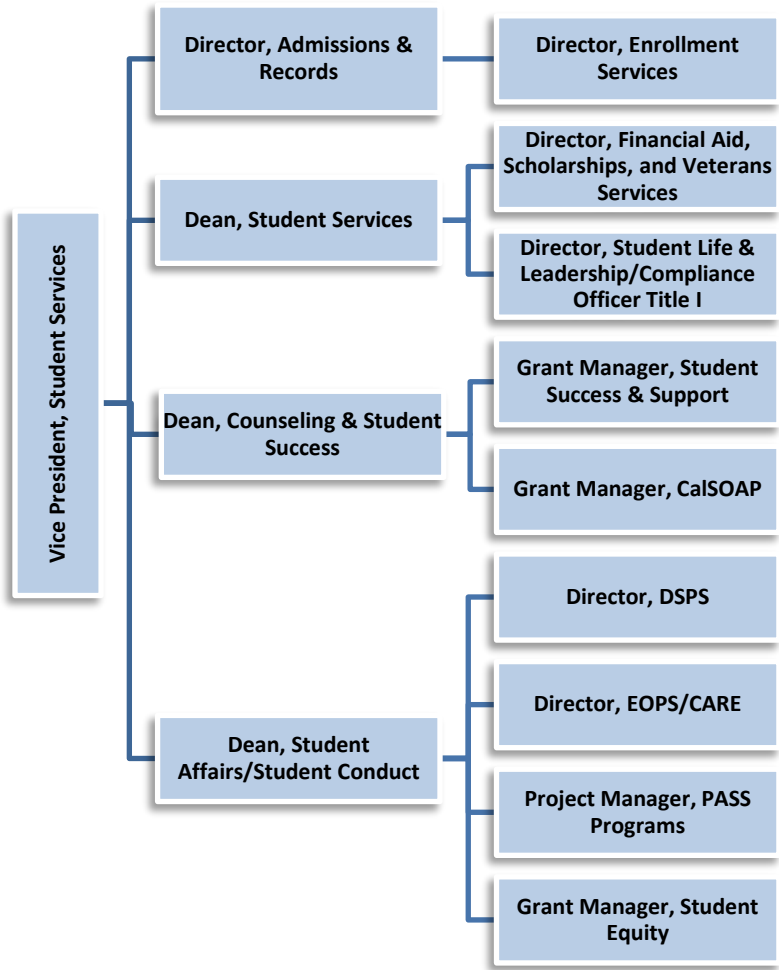 Vice President, Student Services
Director, Admissions &
Records
Director, Enrollment
Services
Dean, Student Services
Director, Financial Aid,
Scholarships, and Veterans
Services
Director, Student Life &
Leadership/Compliance
Officer Title I
Dean, Counseling & Student
Success
Grant Manager, Student
Success & Support
Grant Manager, CalSOAP
Dean, Student
Affairs/Student Conduct
Director, DSPS
Director, EOPS/CARE
Project Manager, PASS
Programs
Grant Manager, Student
Equity